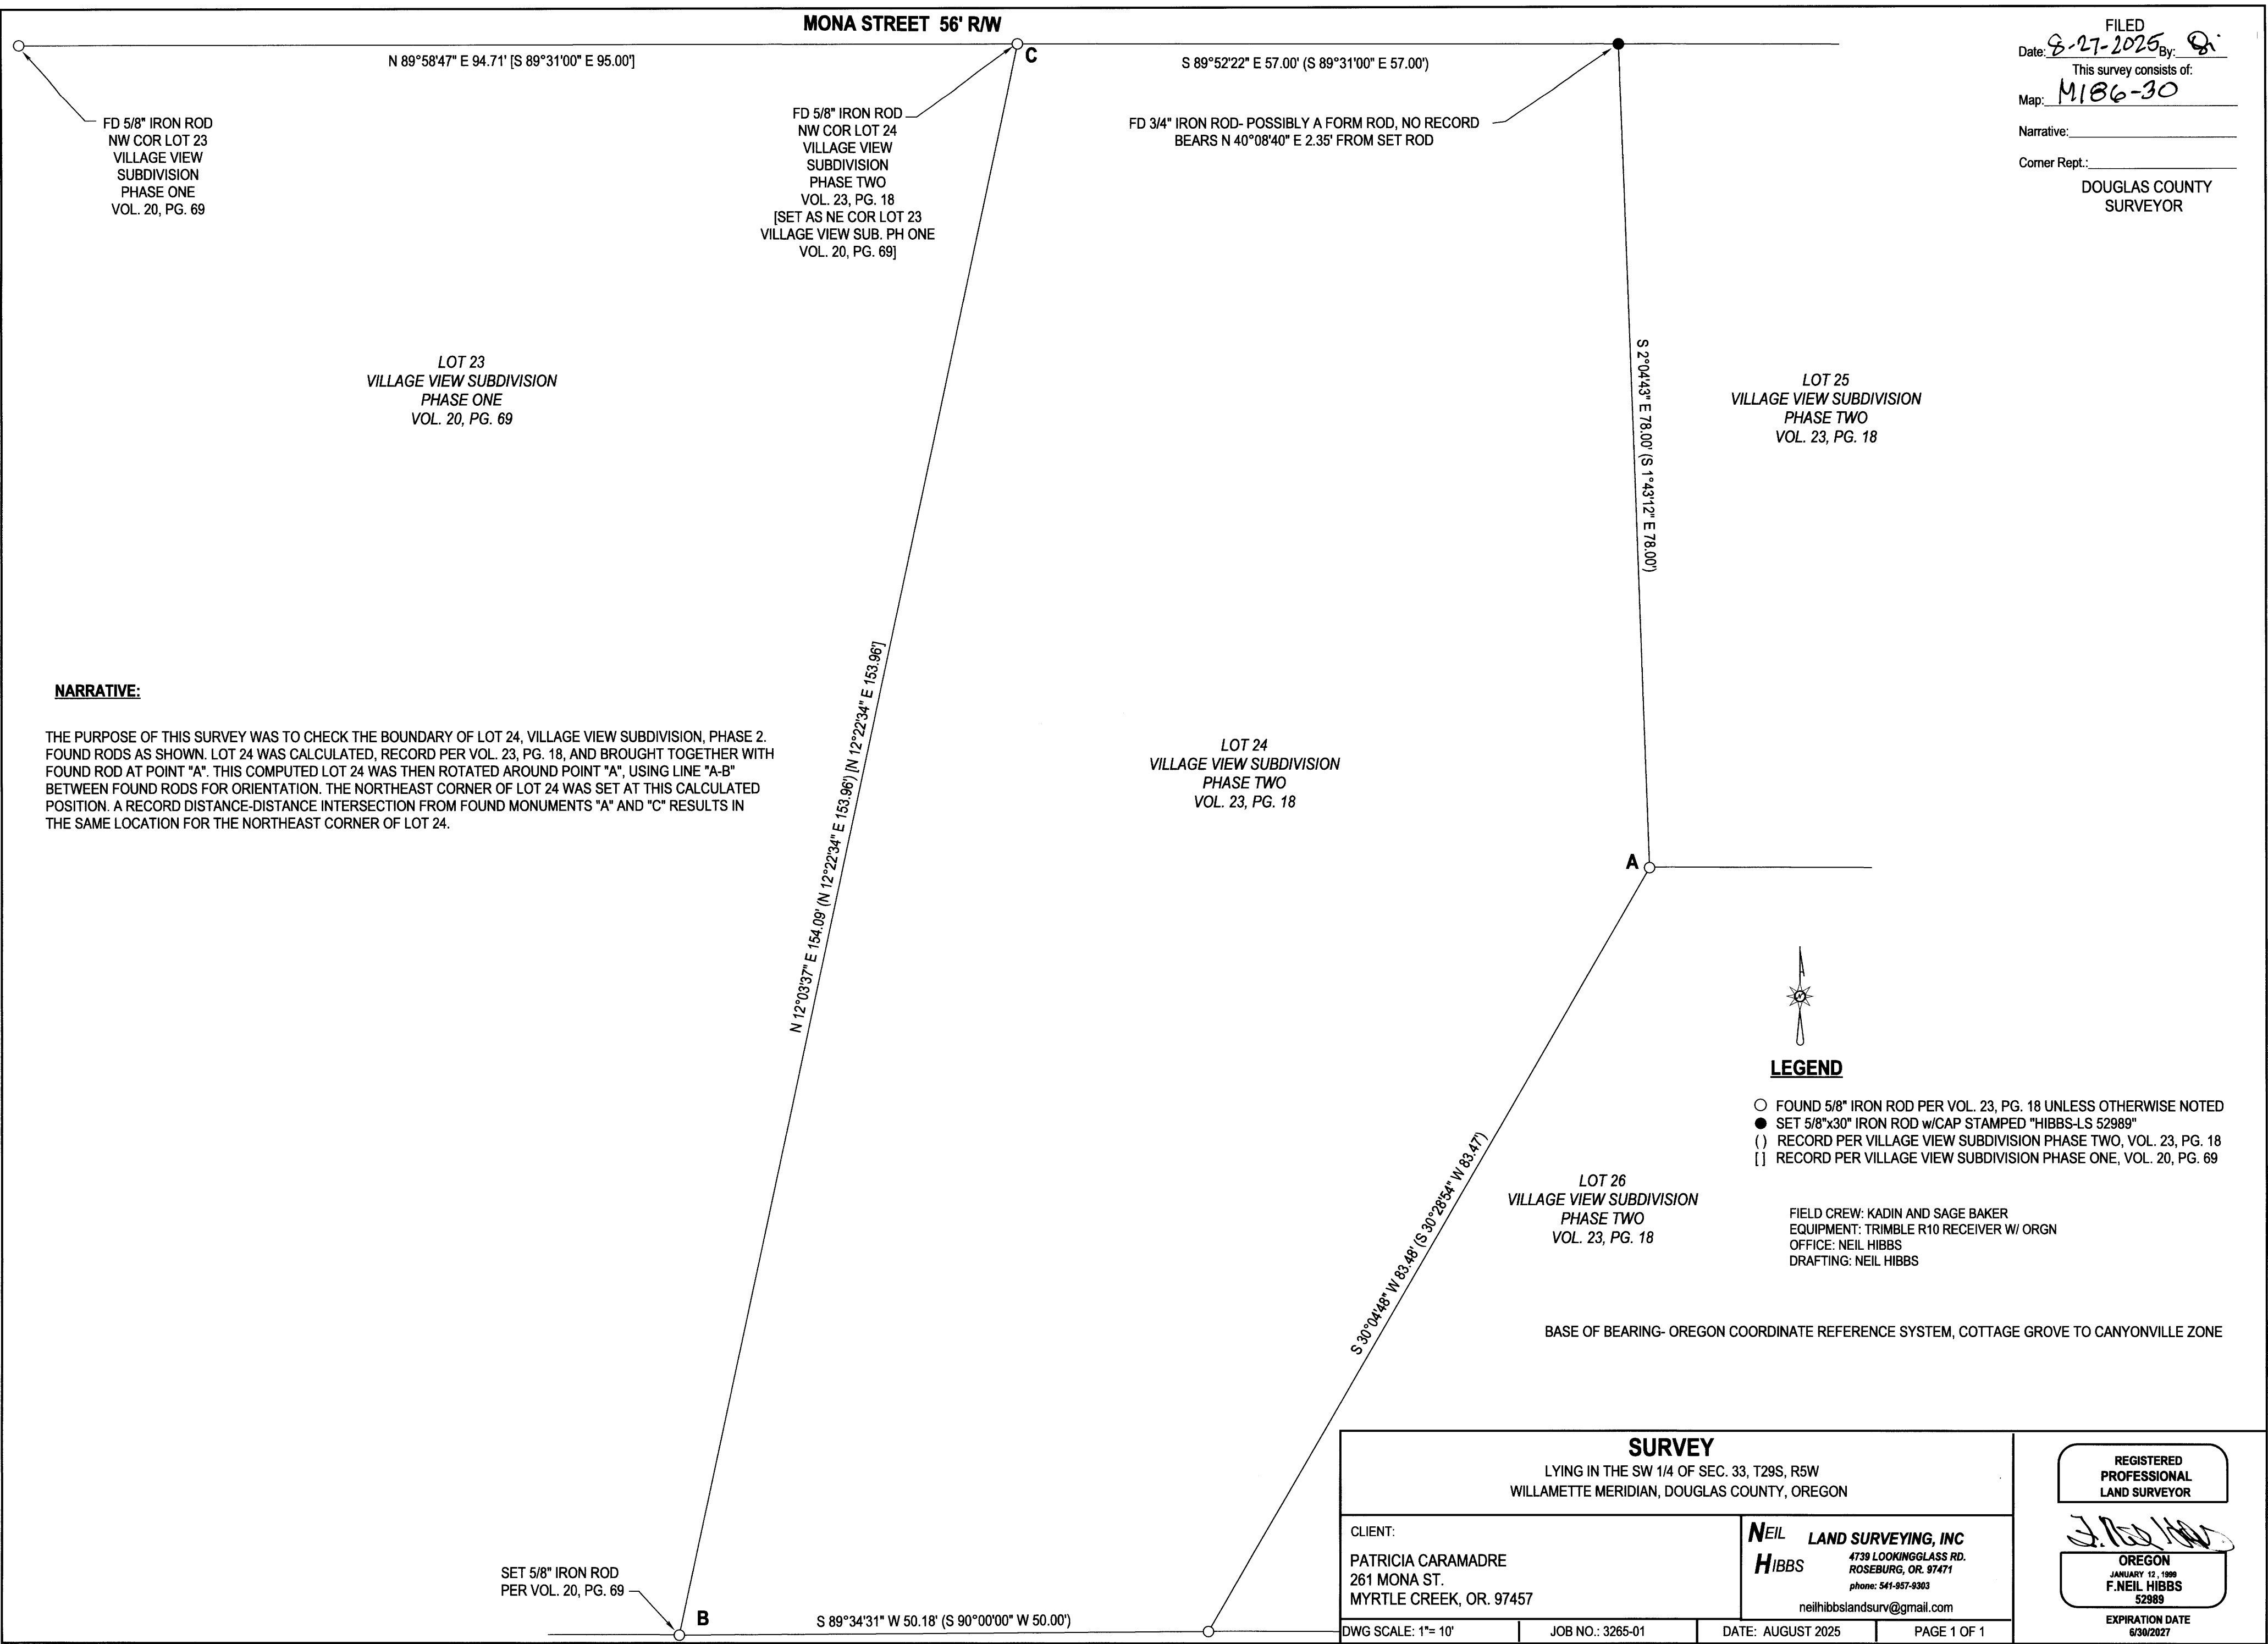 MONA STREET 56' R/W
N 89°58'47" E 94.71' [S 89°31'00" E 95.00']
C
S 89°52'22" E 57.00' (S 89°31'00" E 57.00')
FILED
Date: 8-27-2025 By:
This survey consists of:
Map: M186-30
Narrative:
Corner Rept.:
DOUGLAS COUNTY
SURVEYOR
FD 5/8" IRON ROD
NW COR LOT 23
VILLAGE VIEW
SUBDIVISION
PHASE ONE
VOL. 20, PG. 69
FD 5/8" IRON ROD
NW COR LOT 24
VILLAGE VIEW
SUBDIVISION
PHASE TWO
VOL. 23, PG. 18
[SET AS NE COR LOT 23
VILLAGE VIEW SUB. PH ONE
VOL. 20, PG. 69]
FD 3/4" IRON ROD- POSSIBLY A FORM ROD, NO RECORD
BEARS N 40°08'40" E 2.35' FROM SET ROD
LOT 23
VILLAGE VIEW SUBDIVISION
PHASE ONE
VOL. 20, PG. 69
S 2°04'43" E 78.00' (S 1°43'12" E 78.00')
LOT 25
VILLAGE VIEW SUBDIVISION
PHASE TWO
VOL. 23, PG. 18
NARRATIVE:
THE PURPOSE OF THIS SURVEY WAS TO CHECK THE BOUNDARY OF LOT 24, VILLAGE VIEW SUBDIVISION, PHASE 2.
FOUND RODS AS SHOWN. LOT 24 WAS CALCULATED, RECORD PER VOL. 23, PG. 18, AND BROUGHT TOGETHER WITH
FOUND ROD AT POINT "A". THIS COMPUTED LOT 24 WAS THEN ROTATED AROUND POINT "A", USING LINE "A-B"
BETWEEN FOUND RODS FOR ORIENTATION. THE NORTHEAST CORNER OF LOT 24 WAS SET AT THIS CALCULATED
POSITION. A RECORD DISTANCE-DISTANCE INTERSECTION FROM FOUND MONUMENTS "A" AND "C" RESULTS IN
THE SAME LOCATION FOR THE NORTHEAST CORNER OF LOT 24.
N 12°03'37" E 154.09' (N 12°22'34" E 153.96') [N 12°22'34" E 153.96']
LOT 24
VILLAGE VIEW SUBDIVISION
PHASE TWO
VOL. 23, PG. 18
A
LEGEND
FOUND 5/8" IRON ROD PER VOL. 23, PG. 18 UNLESS OTHERWISE NOTED
SET 5/8"x30" IRON ROD w/CAP STAMPED "HIBBS-LS 52989"
( ) RECORD PER VILLAGE VIEW SUBDIVISION PHASE TWO, VOL. 23, PG. 18
[ ] RECORD PER VILLAGE VIEW SUBDIVISION PHASE ONE, VOL. 20, PG. 69
S 30°04'48" W 83.48' (S 30°28'54" W 83.47')
LOT 26
VILLAGE VIEW SUBDIVISION
PHASE TWO
VOL. 23, PG. 18
FIELD CREW: KADIN AND SAGE BAKER
EQUIPMENT: TRIMBLE R10 RECEIVER W/ ORGN
OFFICE: NEIL HIBBS
DRAFTING: NEIL HIBBS
BASE OF BEARING- OREGON COORDINATE REFERENCE SYSTEM, COTTAGE GROVE TO CANYONVILLE ZONE
SET 5/8" IRON ROD
PER VOL. 20, PG. 69
B
S 89°34'31" W 50.18' (S 90°00'00" W 50.00')
SURVEY
LYING IN THE SW 1/4 OF SEC. 33, T29S, R5W
WILLAMETTE MERIDIAN, DOUGLAS COUNTY, OREGON
CLIENT:
PATRICIA CARAMADRE
261 MONA ST.
MYRTLE CREEK, OR. 97457
NEIL HIBBS
LAND SURVEYING, INC
4739 LOOKINGGLASS RD.
ROSEBURG, OR. 97471
phone: 541-957-9303
neilhibbslandsurv@gmail.com
DWG SCALE: 1"= 10'
JOB NO.: 3265-01
DATE: AUGUST 2025
PAGE 1 OF 1
REGISTERED
PROFESSIONAL
LAND SURVEYOR
OREGON
JANUARY 12, 1999
F.NEIL HIBBS
52989
EXPIRATION DATE
6/30/2027